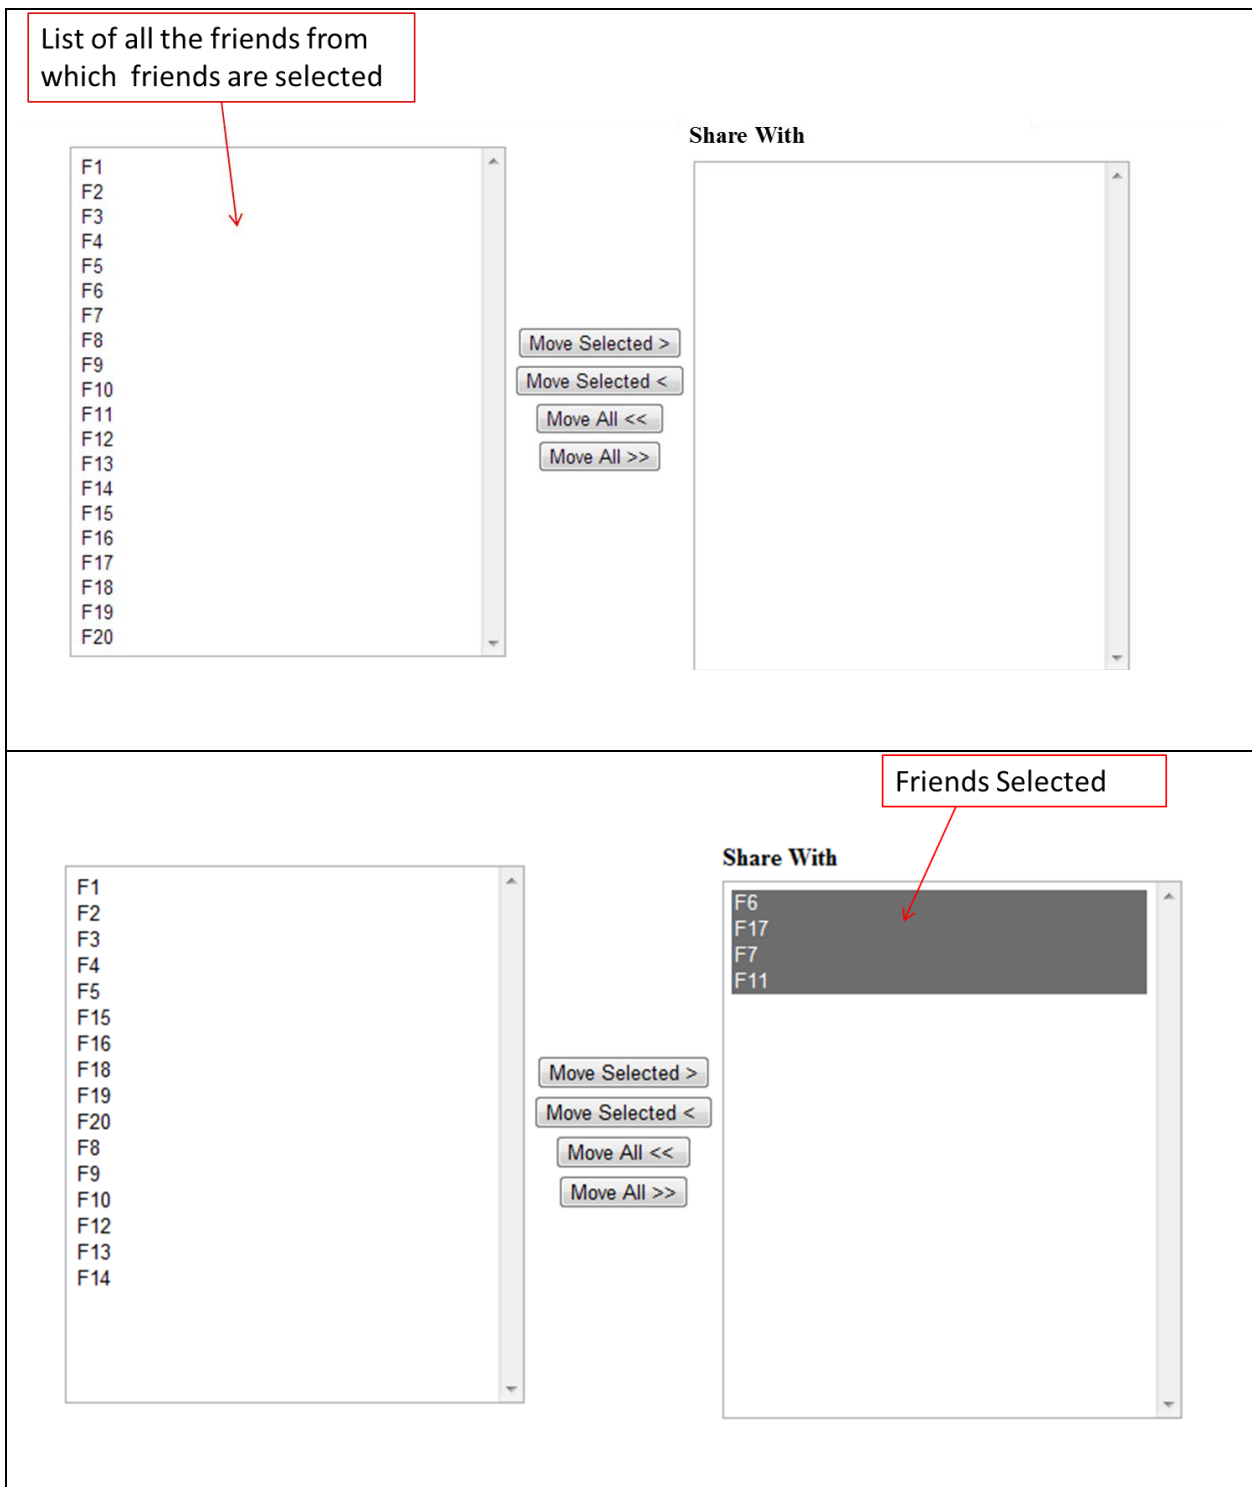 List of all the friends from
which friends are selected
Share With
F1
F2
F3
F4
F5
F6
F7
F8
F9
F10
F11
F12
F13
F14
F15
F16
F17
F18
F19
F20
Move Selected >
Move Selected <
Move All <<
Move All >>
Friends Selected
Share With
F1
F2
F3
F4
F5
F15
F16
F18
F19
F20
F8
F9
F10
F12
F13
F14
Move Selected >
Move Selected <
Move All <<
Move All >>
F6
F17
F7
F11